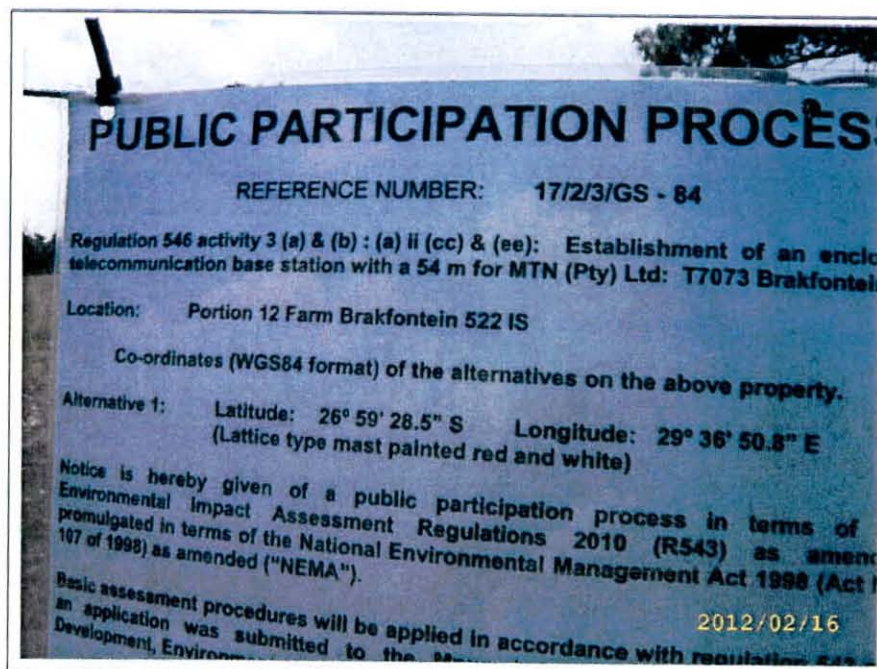 PUBLIC PARTICIPATION PROCESS
REFERENCE NUMBER: 17/2/3/GS - 84
Regulation 546 activity 3 (a) & (b) : (a) ii (cc) & (ee): Establishment of an enclo
telecommunication base station with a 54 m for MTN (Pty) Ltd: T7073 Brakfontein
Location: Portion 12 Farm Brakfontein 522 IS
Co-ordinates (WGS84 format) of the alternatives on the above property.
Alternative 1: Latitude: 26° 59' 28.5" S Longitude: 29° 36' 50.8" E
(Lattice type mast painted red and white)
Notice is hereby given of a public participation process in terms of
Environmental Impact Assessment Regulations 2010 (R543) as amend
promulgated in terms of the National Environmental Management Act 1998 (Act
107 of 1998) as amended ("NEMA").
Basic assessment procedures will be applied in accordance with regulation
an application was submitted to the
Development,
2012/02/16